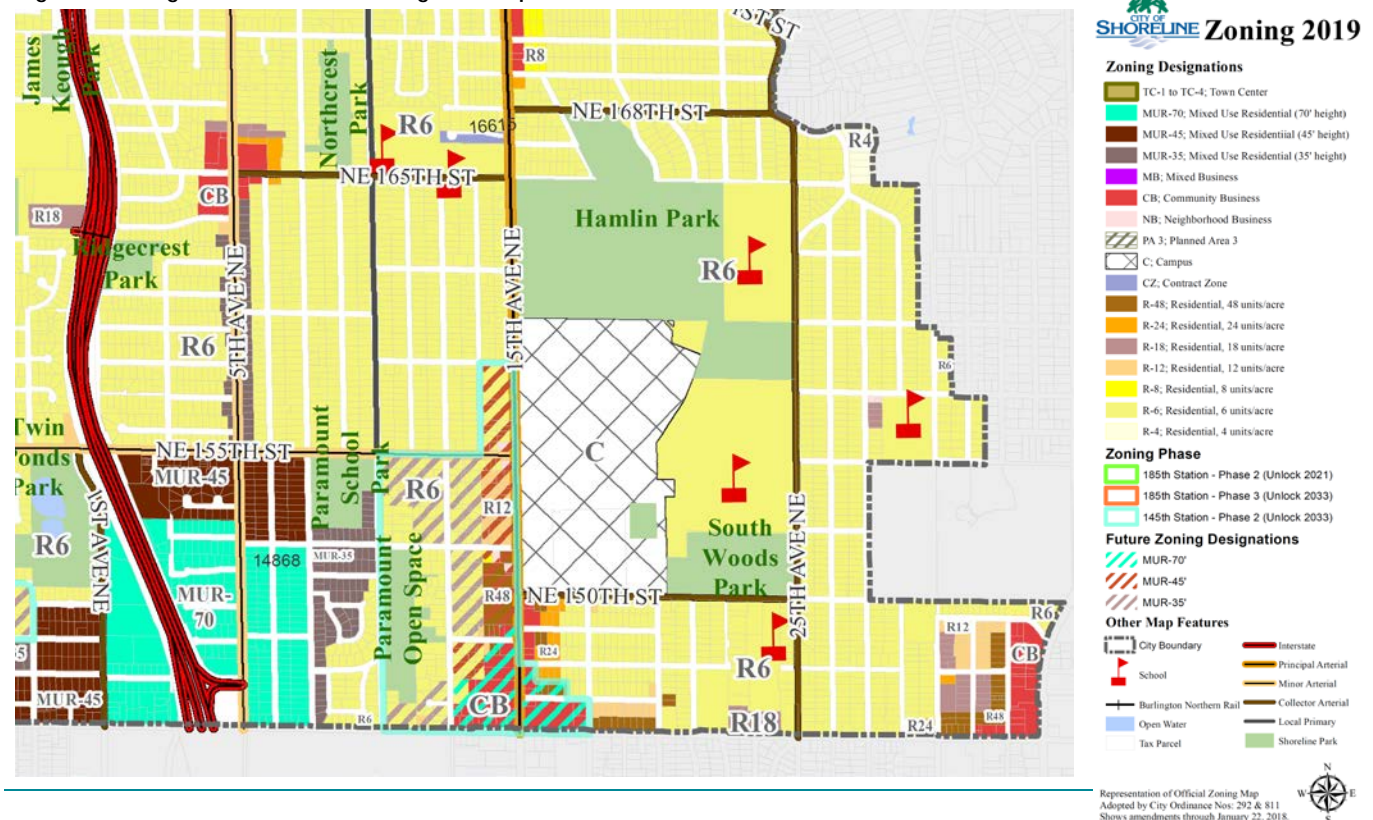 CITY OF
SHORELINE
Zoning 2019
Zoning Designations
TC-1 to TC-4; Town Center
MUR-70; Mixed Use Residential (70' height)
MUR-45; Mixed Use Residential (45' height)
MUR-35; Mixed Use Residential (35' height)
MB; Mixed Business
CB; Community Business
NB; Neighborhood Business
PA 3; Planned Area 3
C; Campus
CZ; Contract Zone
R-48; Residential, 48 units/acre
R-24; Residential, 24 units/acre
R-18; Residential, 18 units/acre
R-12; Residential, 12 units/acre
R-8; Residential, 8 units/acre
R-6; Residential, 6 units/acre
R-4; Residential, 4 units/acre
Zoning Phase
185th Station - Phase 2 (Unlock 2021)
185th Station - Phase 3 (Unlock 2033)
145th Station - Phase 2 (Unlock 2033)
Future Zoning Designations
MUR-70'
MUR-45'
MUR-35'
Other Map Features
City Boundary
School
Burlington Northern Rail
Open Water
Tax Parcel
Interstate
Principal Arterial
Minor Arterial
Collector Arterial
Local Primary
Shoreline Park
N
W
E
S
Representation of Official Zoning Map
Adopted by City Ordinance Nos: 292 & 811
Shows amendments through January 22, 2018.
James
Keough
Park
Northcrest
Park
R6
16615
R8
NE 168TH ST
R4
NE 165TH ST
CB
R18
Ridgecrest
Park
Hamlin Park
R6
R6
5TH AVE NE
15TH AVE NE
R6
Twin
Ponds
Park
NE 155TH ST
MUR-45
Paramount
School
Park
R6
R12
C
25TH AVE NE
South
Woods
Park
R6
1ST AVE NE
14868
MUR-35
MUR-
70
Paramount
Open Space
R48
NE 150TH ST
R24
R6
R12
R6
CB
MUR-45
R6
CB
R18
R24
R48